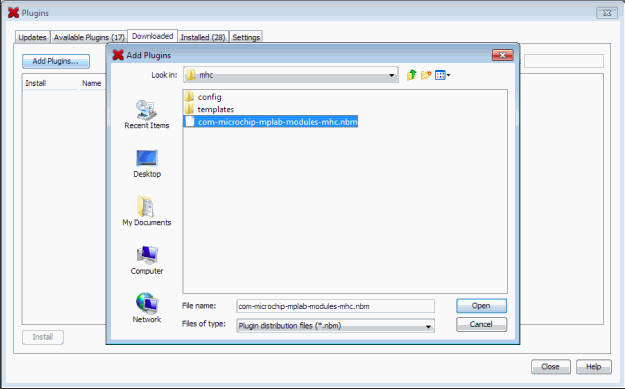 Plugins
Updates
Available Plugins (17)
Downloaded
Installed (28)
Settings
Add Plugins...
Install
Name
Add Plugins
Look in:
mhc
config
templates
com-microchip-mplab-modules-mhc.nbm
Recent Items
Desktop
My Documents
Computer
Network
File name:
com-microchip-mplab-modules-mhc.nbm
Open
Files of type:
Plugin distribution files (*.nbm)
Cancel
Install
Close
Help